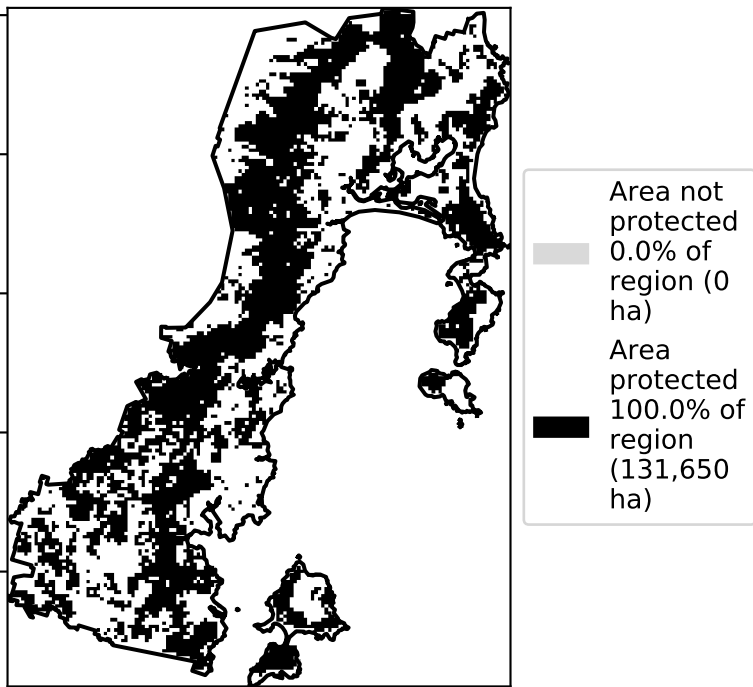 Area not
protected
0.0% of
region (0
ha)
Area
protected
100.0% of
region
(131,650
ha)